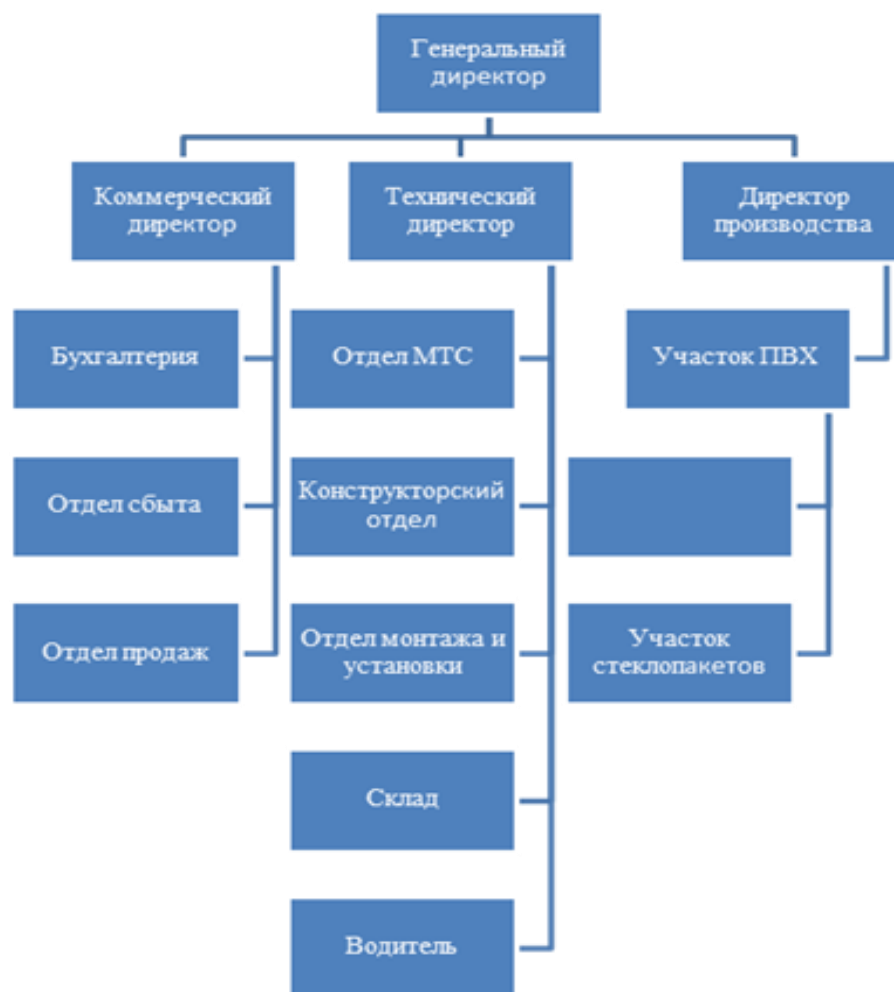 Генеральный
директор
Коммерческий
директор
Технический
директор
Директор
производства
Бухгалтерия
Отдел МТС
Участок ПВХ
Отдел сбыта
Конструкторский
отдел
Отдел продаж
Отдел монтажа и
установки
Участок
стеклопакетов
Склад
Водитель